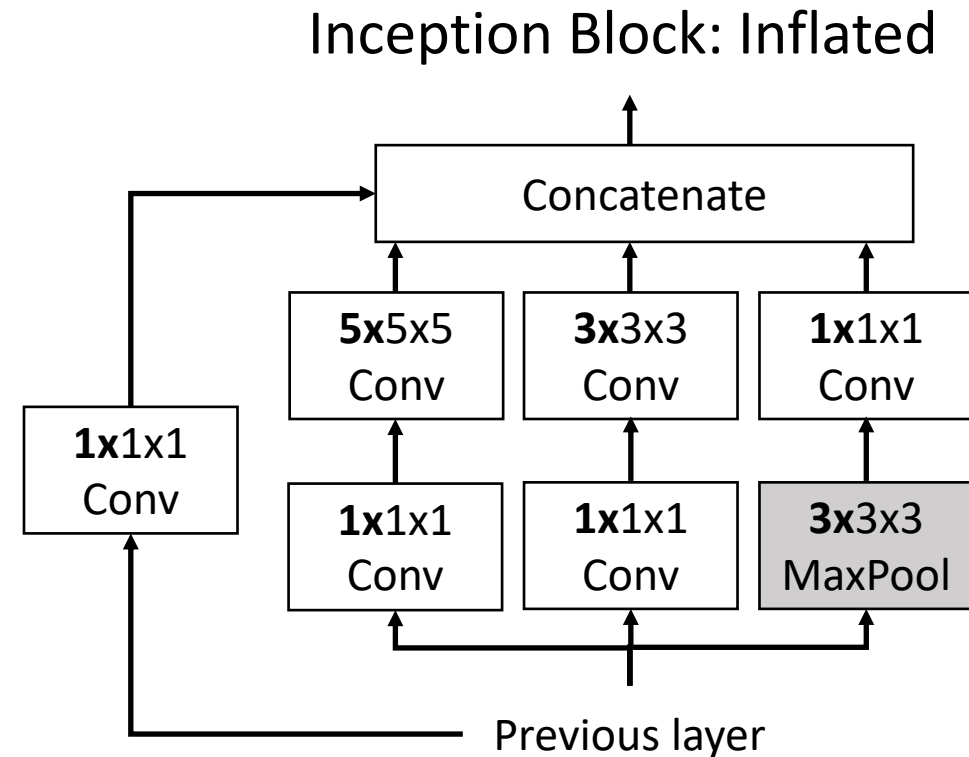 Inception Block: Inflated
Concatenate
5x5x5
Conv
3x3x3
Conv
1x1x1
Conv
1x1x1
Conv
1x1x1
Conv
1x1x1
Conv
3x3x3
MaxPool
Previous layer